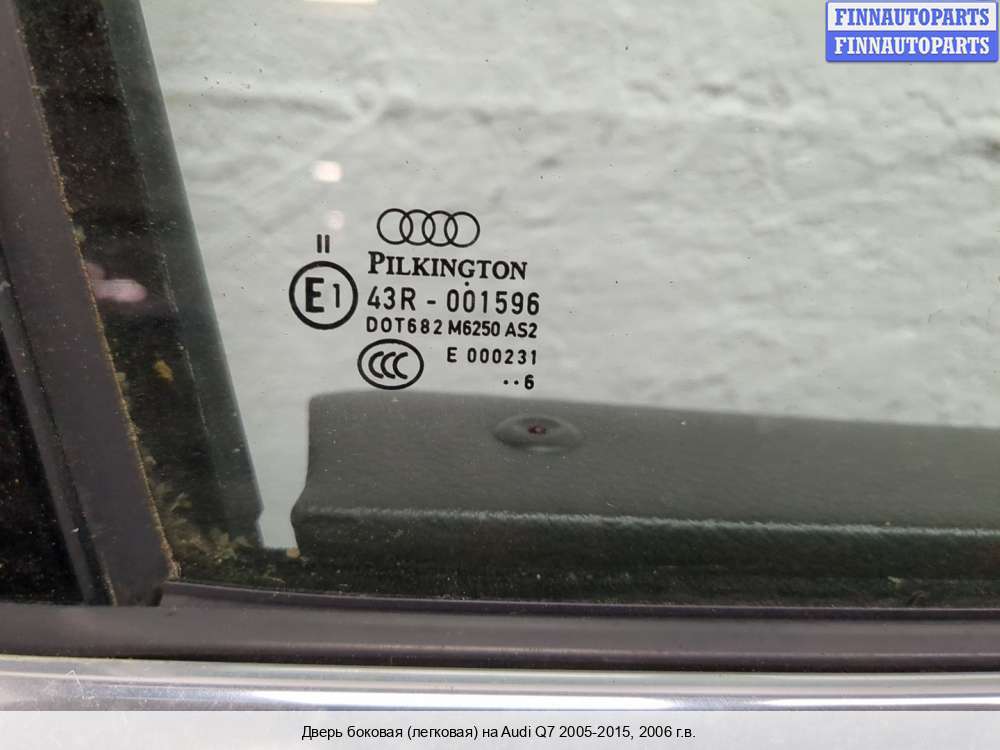 FINNAUTOPARTS
FINNAUTOPARTS
II
PILKINGTON
E1
43R - 001596
DOT682 M6250 AS2
CCC
E 000231
··6
Дверь боковая (легковая) на Audi Q7 2005-2015, 2006 г.в.